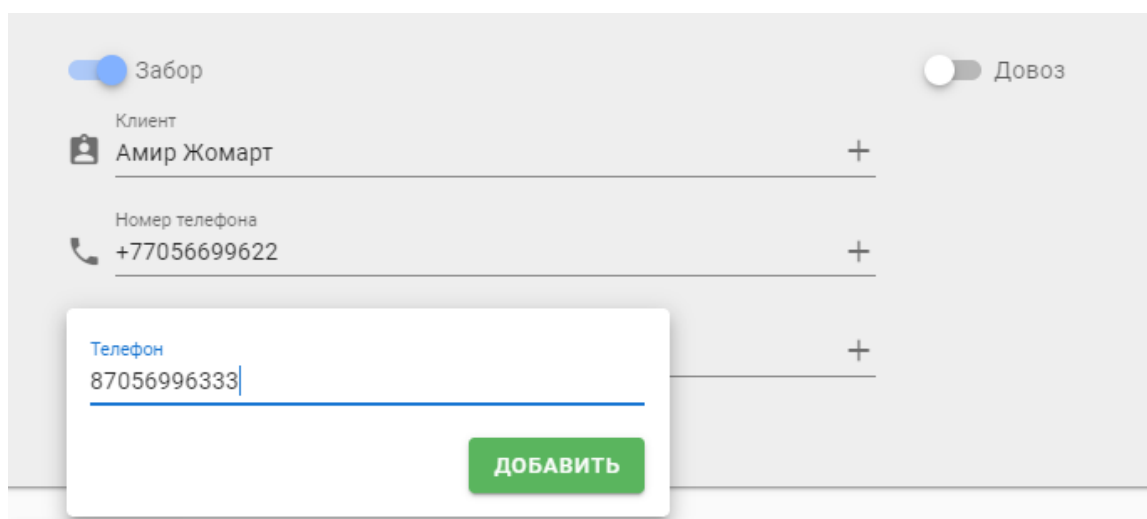 Забор
Довоз
Клиент
Амир Жомарт
Номер телефона
+77056699622
Телефон
87056996333
ДОБАВИТЬ